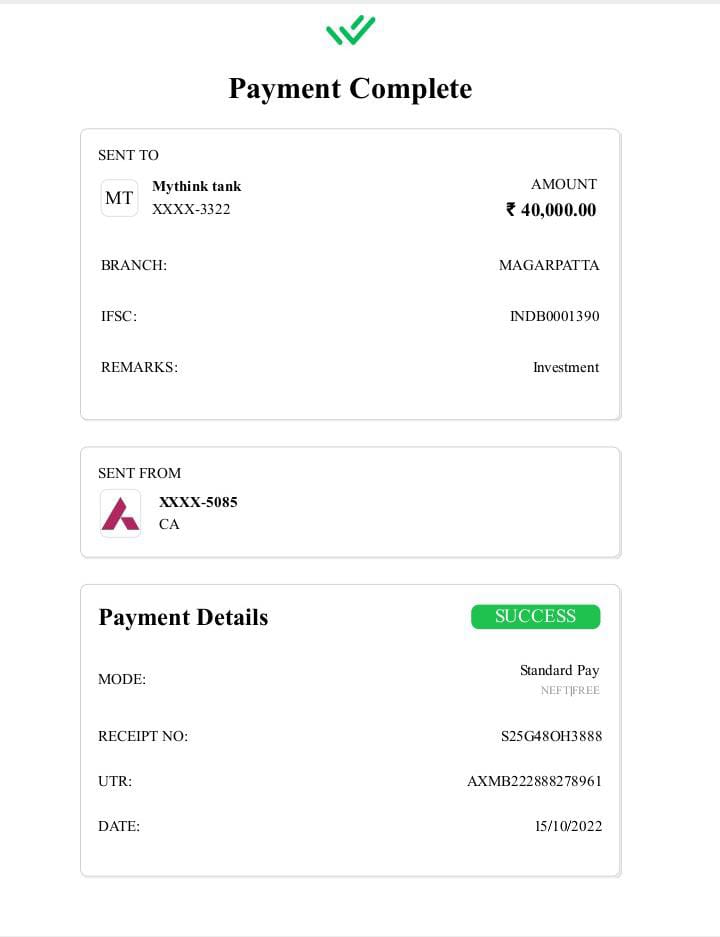 Payment Complete
SENT TO
MT
Mythink tank
XXXX-3322
AMOUNT
₹ 40,000.00
BRANCH:
MAGARPATTA
IFSC:
INDB0001390
REMARKS:
Investment
SENT FROM
XXXX-5085
CA
Payment Details
SUCCESS
MODE:
Standard Pay
NEFT|FREE
RECEIPT NO:
S25G48OH3888
UTR:
AXMB222888278961
DATE:
15/10/2022